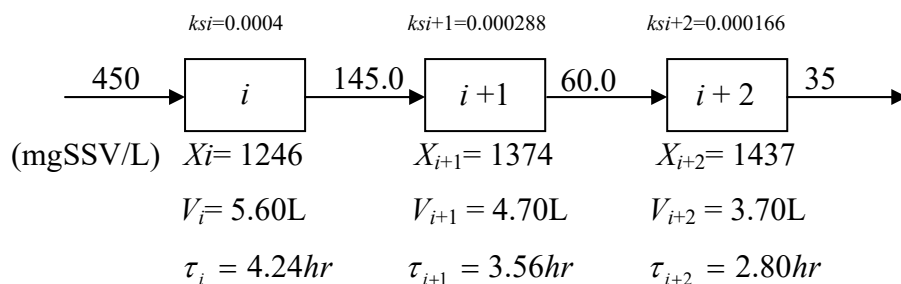 ksi=0.0004 ksi+1=0.000288 ksi+2=0.000166
450 i 145.0 i +1 60.0 i + 2 35
(mgSSV/L) Xi= 1246 Xi+1= 1374 Xi+2= 1437
Vi= 5.60L Vi+1 = 4.70L Vi+2 = 3.70L
τi = 4.24hr τi+1 = 3.56hr τi+2 = 2.80hr